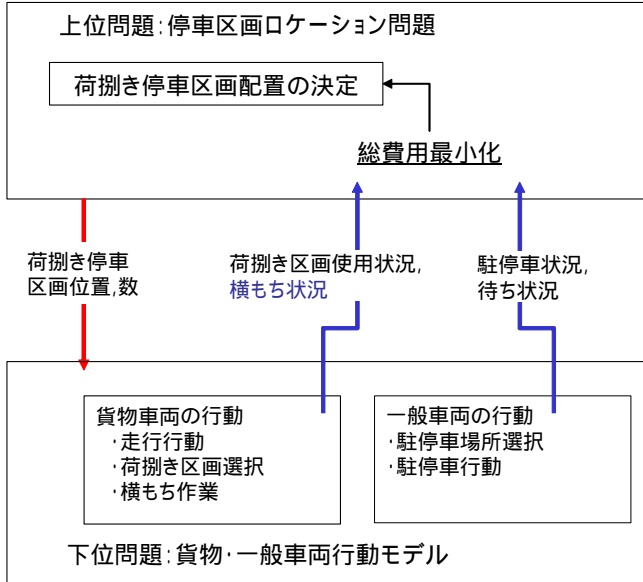 上位問題：停車区画ロケーション問題
荷捌き停車区画配置の決定
総費用最小化
荷捌き停車
区画位置,数
荷捌き区画使用状況,
横もち状況
駐停車状況,
待ち状況
貨物車両の行動
・走行行動
・荷捌き区画選択
・横もち作業
一般車両の行動
・駐停車場所選択
・駐停車行動
下位問題：貨物・一般車両行動モデル